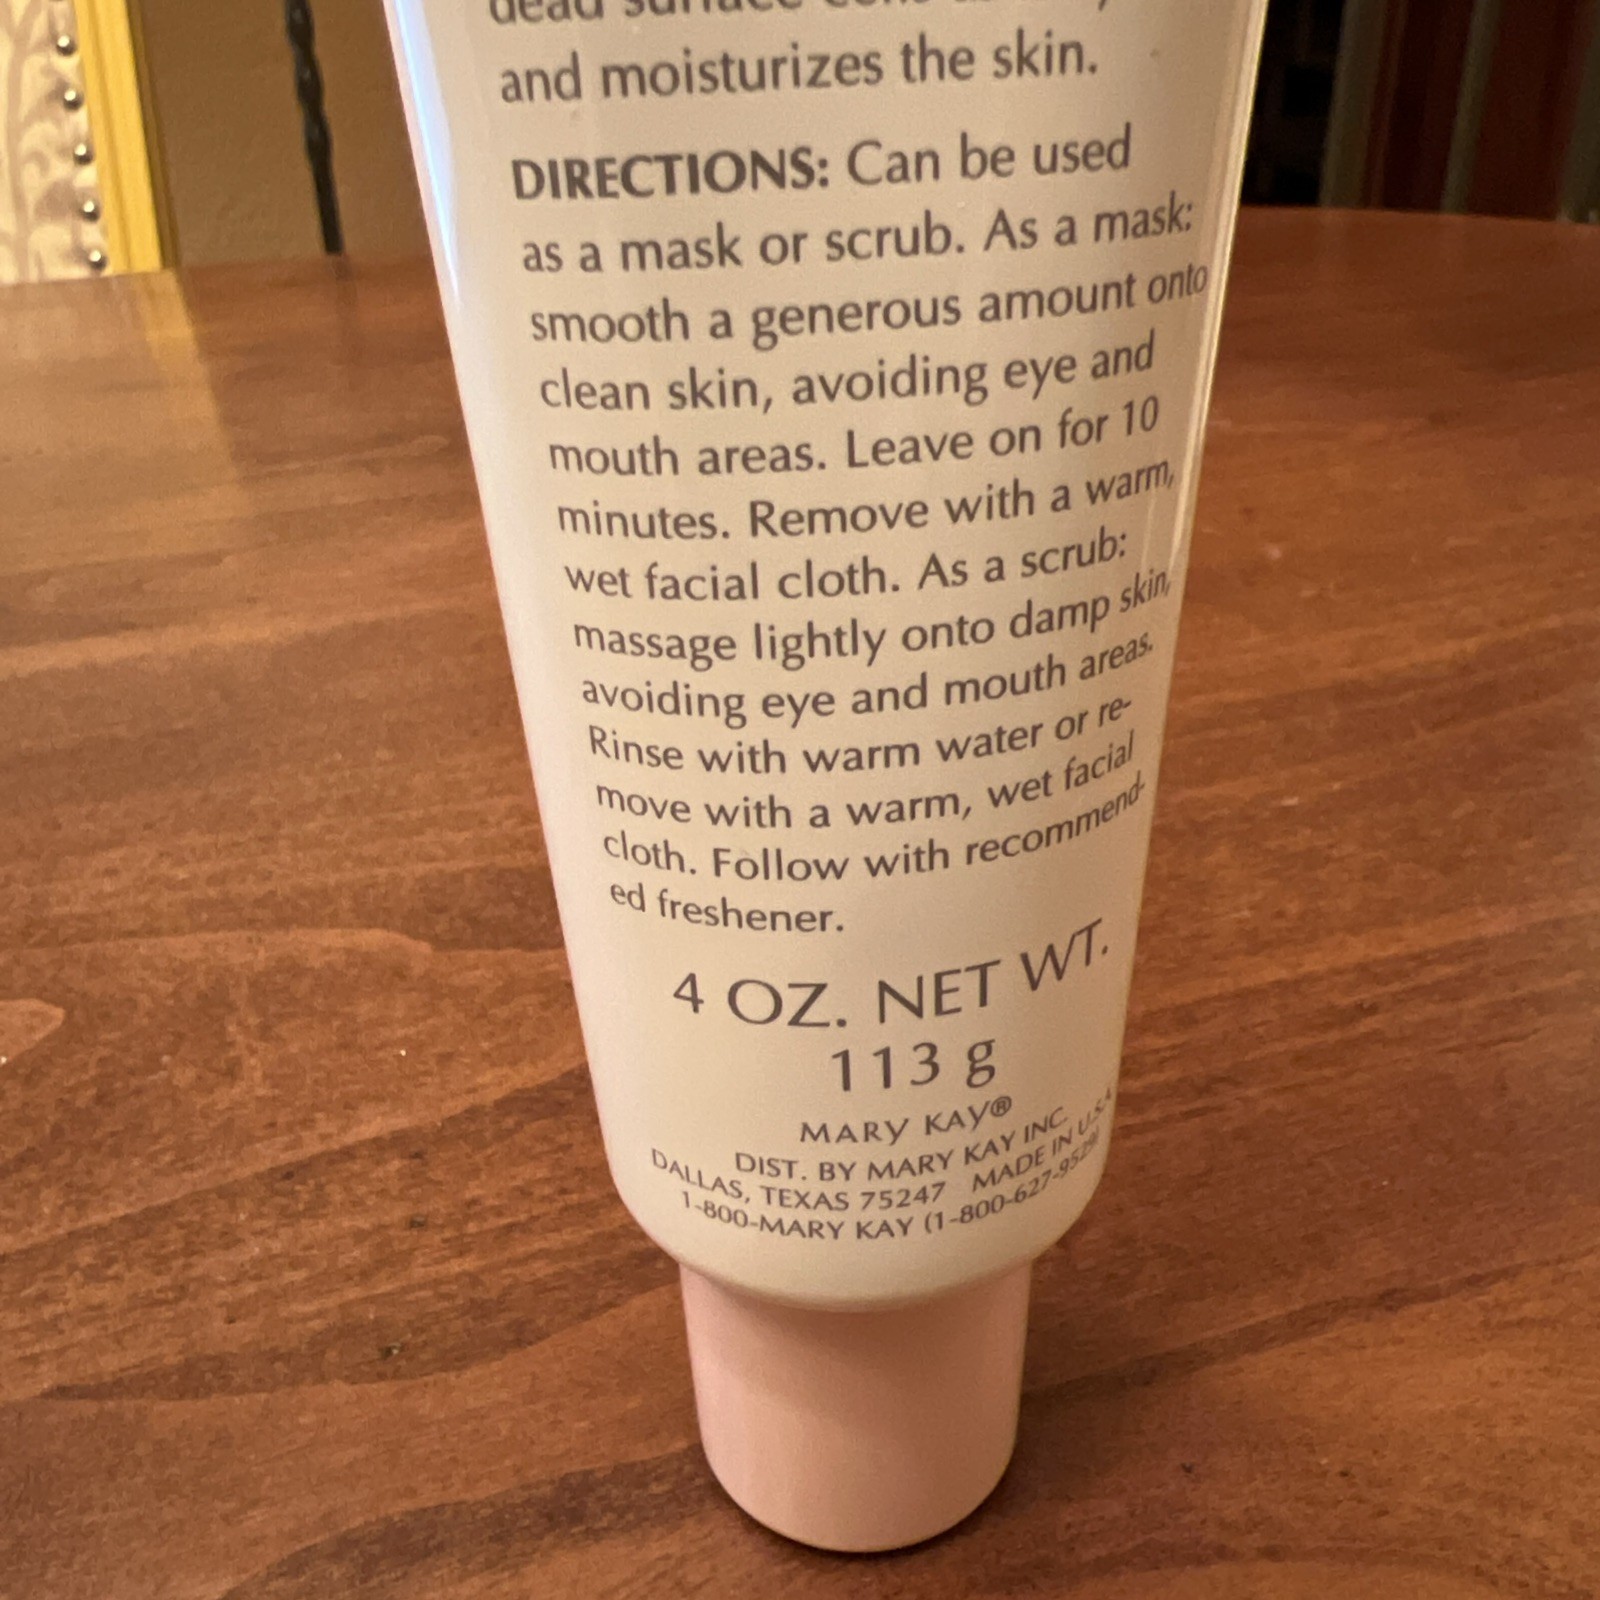 dead surface cells
and moisturizes the skin.
DIRECTIONS: Can be used
as a mask or scrub. As a mask:
smooth a generous amount onto
clean skin, avoiding eye and
mouth areas. Leave on for 10
minutes. Remove with a warm,
wet facial cloth. As a scrub:
massage lightly onto damp skin,
avoiding eye and mouth areas.
Rinse with warm water or re-
move with a warm, wet facial
cloth. Follow with recommend-
ed freshener.
4 OZ. NET WT.
113 g
MARY KAY®
DIST. BY MARY KAY INC.
DALLAS, TEXAS 75247 MADE IN U.S.A.
1-800-MARY KAY (1-800-627-9529)